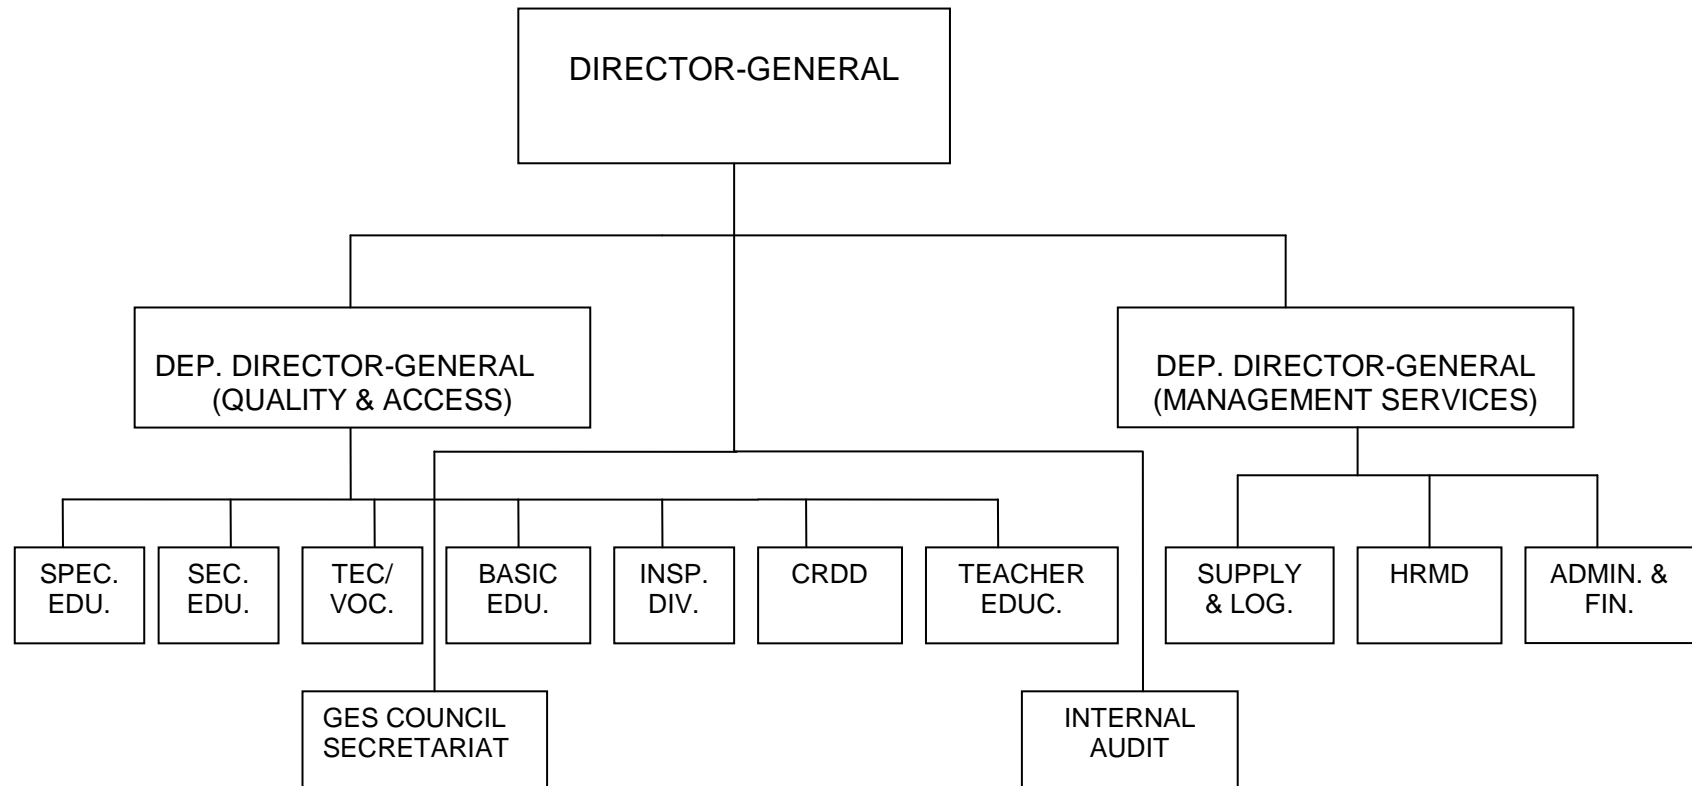 DIRECTOR-GENERAL
DEP. DIRECTOR-GENERAL
(QUALITY & ACCESS)
DEP. DIRECTOR-GENERAL
(MANAGEMENT SERVICES)
SPEC.
EDU.
SEC.
EDU.
TEC/
VOC.
BASIC
EDU.
INSP.
DIV.
CRDD
TEACHER
EDUC.
SUPPLY
& LOG.
HRMD
ADMIN. &
FIN.
GES COUNCIL
SECRETARIAT
INTERNAL
AUDIT